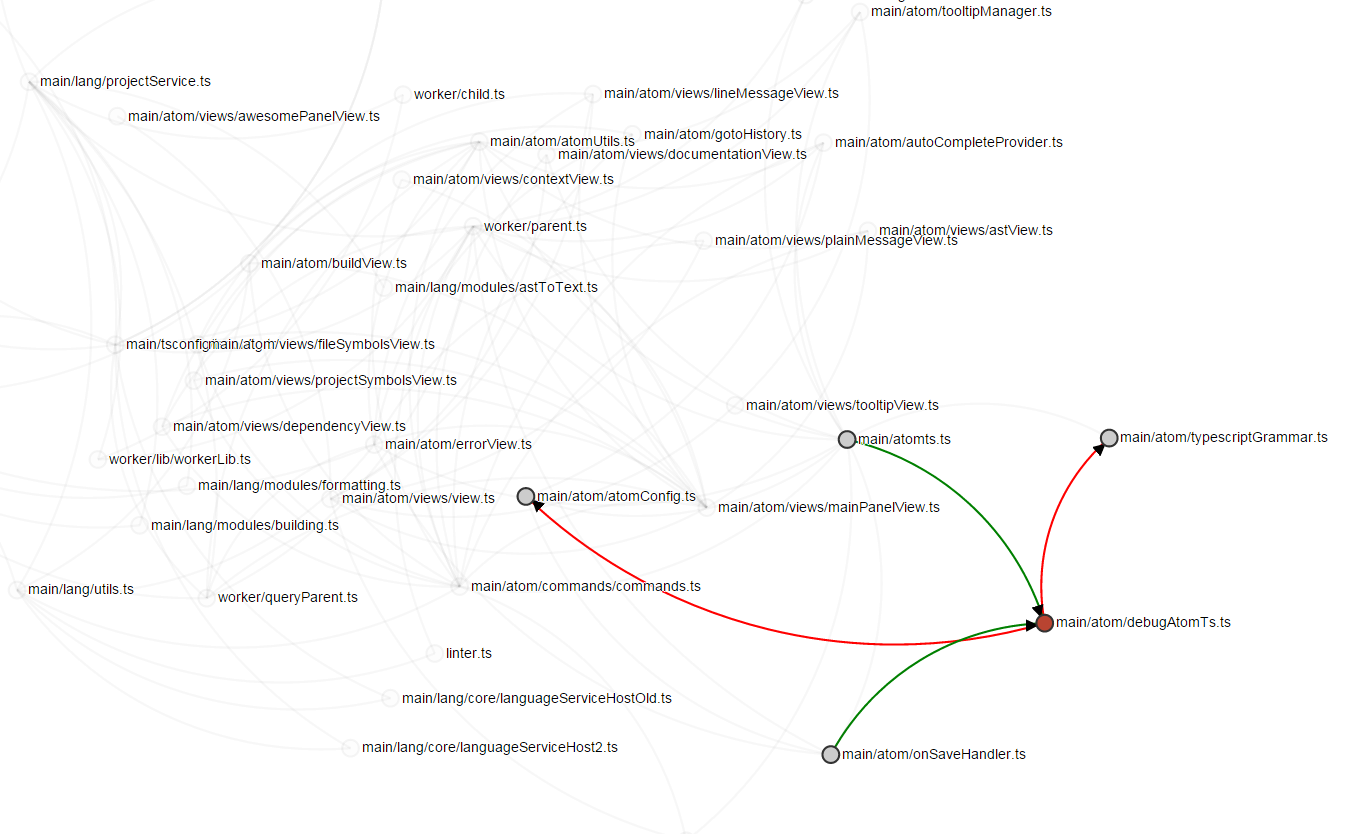 main/atom/tooltipManager.ts
main/lang/projectService.ts
worker/child.ts
main/atom/views/lineMessageView.ts
main/atom/views/awesomePanelView.ts
main/atom/gotoHistory.ts
main/atom/atomUtils.ts
main/atom/autoCompleteProvider.ts
main/atom/views/documentationView.ts
main/atom/views/contextView.ts
worker/parent.ts
main/atom/views/astView.ts
main/atom/views/plainMessageView.ts
main/atom/buildView.ts
main/lang/modules/astToText.ts
main/tsconfig
main/atom/views/fileSymbolsView.ts
main/atom/views/projectSymbolsView.ts
main/atom/views/tooltipView.ts
main/atom/views/dependencyView.ts
main/atomts.ts
main/atom/typescriptGrammar.ts
main/atom/errorView.ts
worker/lib/workerLib.ts
main/lang/modules/formatting.ts
main/atom/views/view.ts
main/atom/atomConfig.ts
main/atom/views/mainPanelView.ts
main/lang/modules/building.ts
main/atom/commands/commands.ts
main/lang/utils.ts
worker/queryParent.ts
main/atom/debugAtomTs.ts
linter.ts
main/lang/core/languageServiceHostOld.ts
main/lang/core/languageServiceHost2.ts
main/atom/onSaveHandler.ts